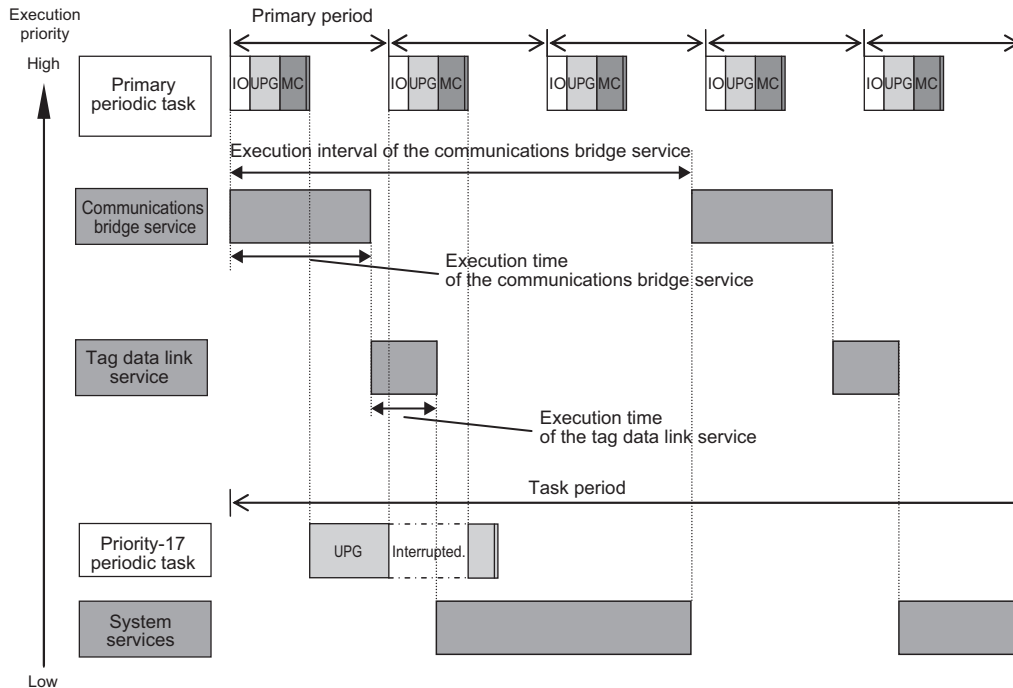 Execution
priority
High
Primary period
Primary
periodic task
IO UPG MC
IO UPG MC
IO UPG MC
IO UPG MC
IO UPG MC
Execution interval of the communications bridge service
Communications
bridge service
Execution time
of the communications bridge service
Tag data link
service
Execution time
of the tag data link service
Task period
Priority-17
periodic task
UPG
Interrupted.
System
services
Low